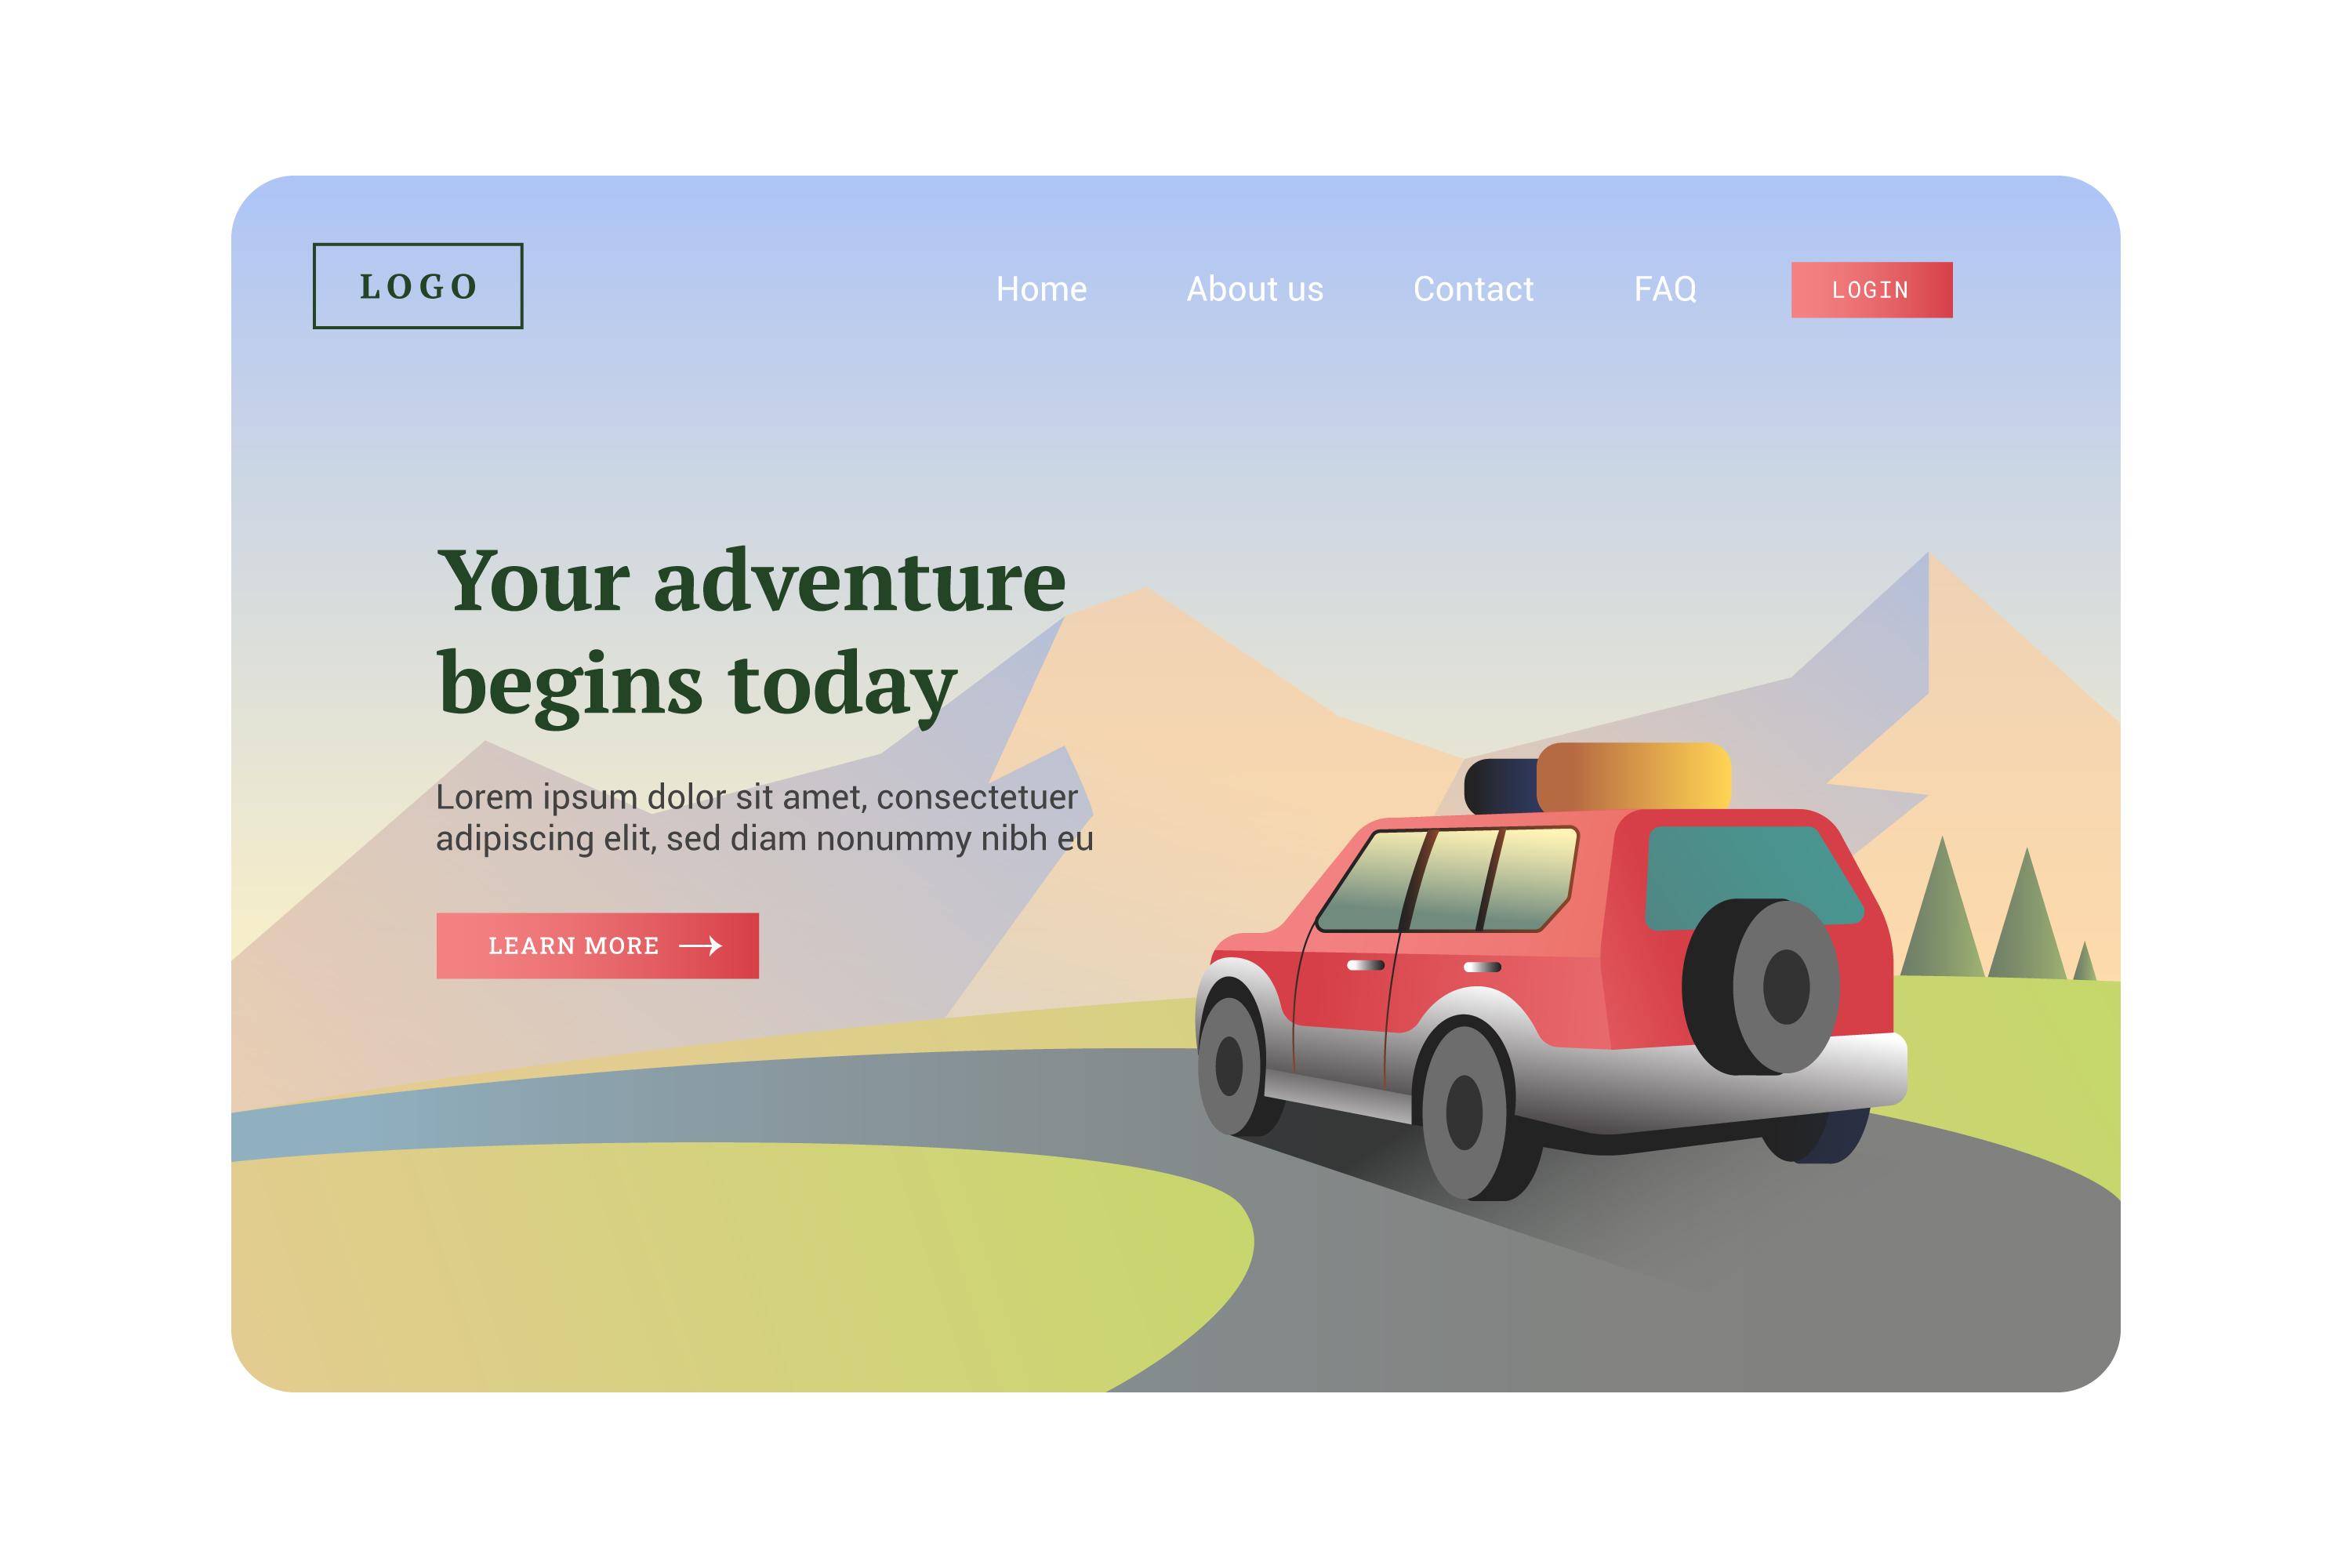 LOGO
Home About us Contact FAQ LOGIN
Your adventure
begins today
Lorem ipsum dolor sit amet, consectetuer
adipiscing elit, sed diam nonummy nibh eu
LEARN MORE